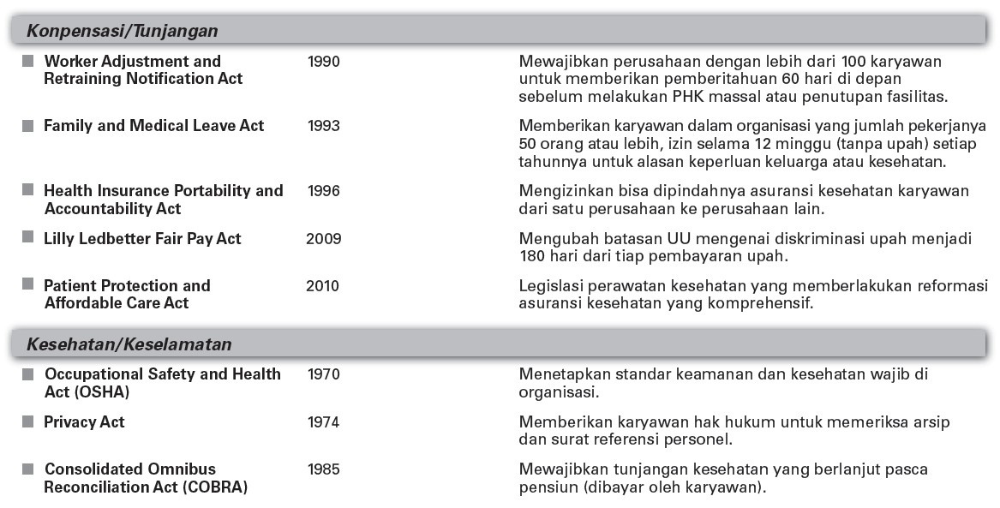 Konpensasi/Tunjangan
Worker Adjustment and 1990 Mewajibkan perusahaan dengan lebih dari 100 karyawan
Retraining Notification Act untuk memberikan pemberitahuan 60 hari di depan
sebelum melakukan PHK massal atau penutupan fasilitas.
Family and Medical Leave Act 1993 Memberikan karyawan dalam organisasi yang jumlah pekerjanya
50 orang atau lebih, izin selama 12 minggu (tanpa upah) setiap
tahunnya untuk alasan keperluan keluarga atau kesehatan.
Health Insurance Portability and 1996 Mengizinkan bisa dipindahnya asuransi kesehatan karyawan
Accountability Act dari satu perusahaan ke perusahaan lain.
Lilly Ledbetter Fair Pay Act 2009 Mengubah batasan UU mengenai diskriminasi upah menjadi
180 hari dari tiap pembayaran upah.
Patient Protection and 2010 Legislasi perawatan kesehatan yang memberlakukan reformasi
Affordable Care Act asuransi kesehatan yang komprehensif.
Kesehatan/Keselamatan
Occupational Safety and Health 1970 Menetapkan standar keamanan dan kesehatan wajib di
Act (OSHA) organisasi.
Privacy Act 1974 Memberikan karyawan hak hukum untuk memeriksa arsip
dan surat referensi personel.
Consolidated Omnibus 1985 Mewajibkan tunjangan kesehatan yang berlanjut pasca
Reconciliation Act (COBRA) pensiun (dibayar oleh karyawan).